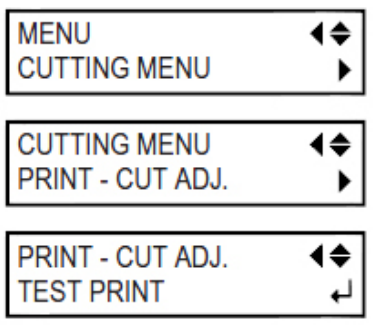 MENU
CUTTING MENU
CUTTING MENU
PRINT - CUT ADJ.
PRINT - CUT ADJ.
TEST PRINT